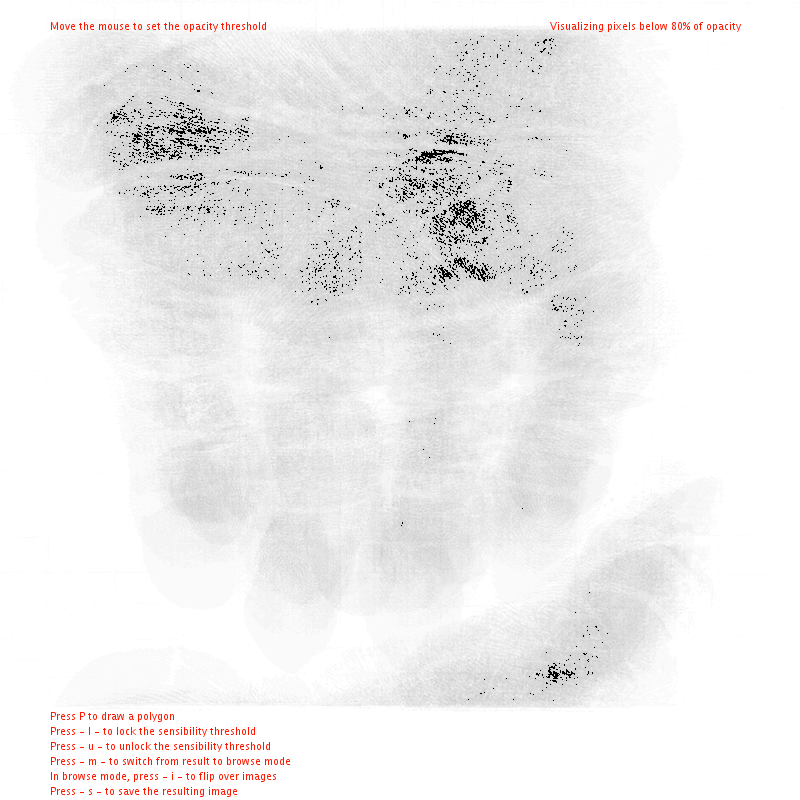 Move the mouse to set the opacity threshold
Visualizing pixels below 80% of opacity
Press P to draw a polygon
Press - l - to lock the sensibility threshold
Press - u - to unlock the sensibility threshold
Press - m - to switch from result to browse mode
In browse mode, press - i - to flip over images
Press - s - to save the resulting image